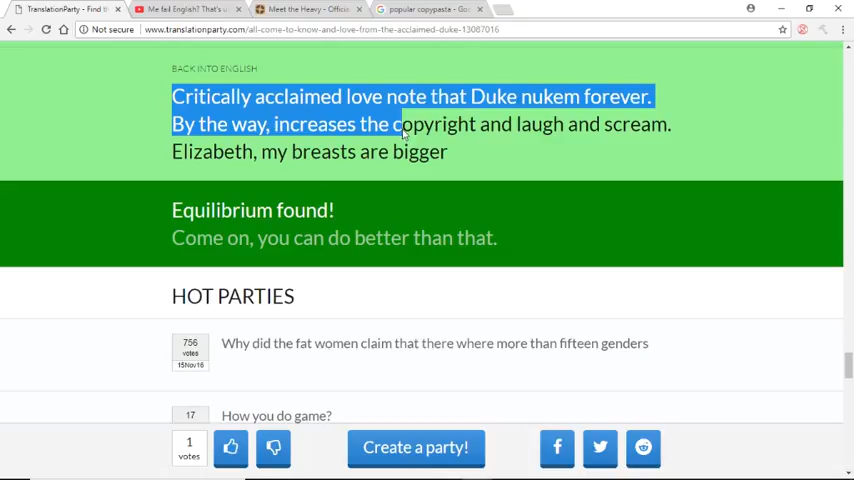 TranslationParty - Find th
Me fail English? That's u
Meet the Heavy - Officia
popular copypasta - Goo
Not secure
www.translationparty.com/all-come-to-know-and-love-from-the-acclaimed-duke-13087016
BACK INTO ENGLISH
Critically acclaimed love note that Duke nukem forever.
By the way, increases the copyright and laugh and scream.
Elizabeth, my breasts are bigger
Equilibrium found!
Come on, you can do better than that.
HOT PARTIES
756
votes
15Nov16
Why did the fat women claim that there where more than fifteen genders
17
How you do game?
1
votes
Create a party!